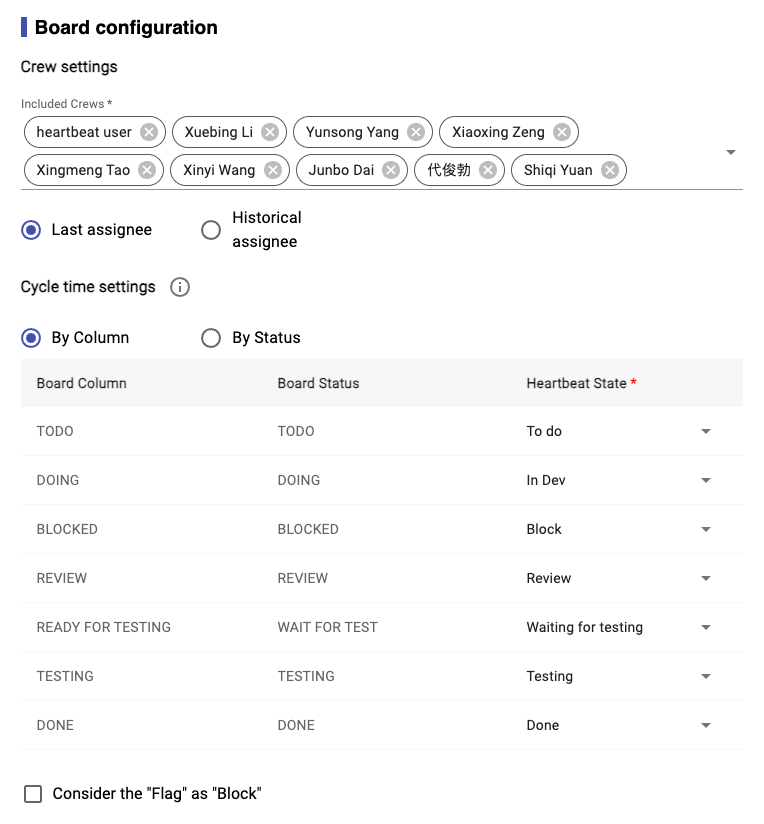 Board configuration
Crew settings
Included Crews *
heartbeat user Xuebing Li Yunsong Yang Xiaoxing Zeng
Xingmeng Tao Xinyi Wang Junbo Dai 代俊勃 Shiqi Yuan
Last assignee
Historical
assignee
Cycle time settings
By Column By Status
Board Column Board Status Heartbeat State *
TODO TODO To do
DOING DOING In Dev
BLOCKED BLOCKED Block
REVIEW REVIEW Review
READY FOR TESTING WAIT FOR TEST Waiting for testing
TESTING TESTING Testing
DONE DONE Done
Consider the "Flag" as "Block"